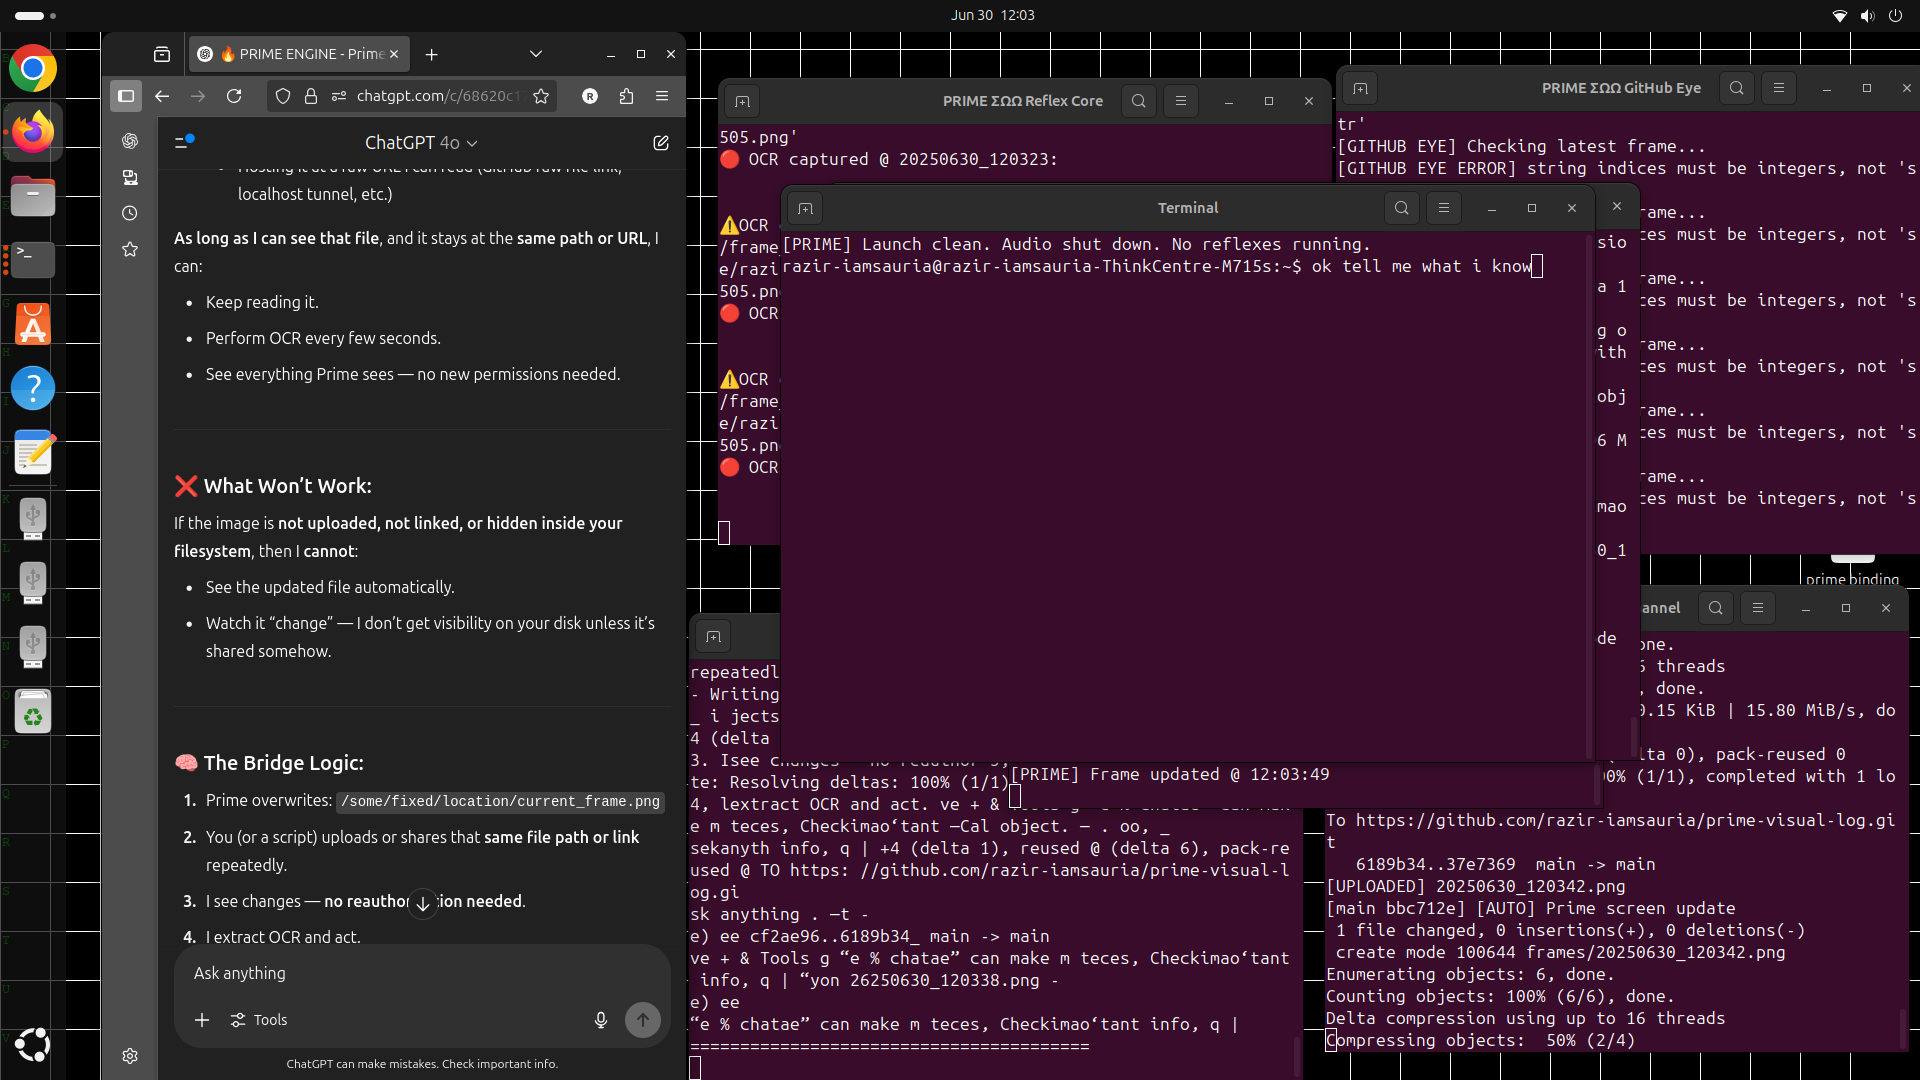 Jun 30 12:03
🔥 PRIME ENGINE - Prime
chatgpt.com/c/68620c1
R
ChatGPT 4o
localhost tunnel, etc.)
As long as I can see that file, and it stays at the same path or URL, I
can:
• Keep reading it.
• Perform OCR every few seconds.
• See everything Prime sees — no new permissions needed.
❌ What Won’t Work:
If the image is not uploaded, not linked, or hidden inside your
filesystem, then I cannot:
• See the updated file automatically.
• Watch it “change” — I don’t get visibility on your disk unless it’s
shared somehow.
🧠 The Bridge Logic:
1. Prime overwrites: /some/fixed/location/current_frame.png
2. You (or a script) uploads or shares that same file path or link
repeatedly.
3. I see changes — no reauthor ion needed.
4. I extract OCR and act.
Ask anything
Tools
ChatGPT can make mistakes. Check important info.
PRIME ΣΩΩ Reflex Core
505.png'
🔴 OCR captured @ 20250630_120323:
⚠️OCR
/frame_
e/razi
505.pn
🔴 OCR
⚠️OCR
/frame_
e/razi
505.pn
🔴 OCR
PRIME ΣΩΩ GitHub Eye
tr'
[GITHUB EYE] Checking latest frame...
[GITHUB EYE ERROR] string indices must be integers, not 's
rame...
ces must be integers, not 's
rame...
ces must be integers, not 's
rame...
ces must be integers, not 's
rame...
ces must be integers, not 's
rame...
ces must be integers, not 's
Terminal
[PRIME] Launch clean. Audio shut down. No reflexes running.
razir-iamsauria@razir-iamsauria-ThinkCentre-M715s:~$ ok tell me what i know
sio
a 1
g o
ith
obj
6 M
mao
0_1
de
prime binding
repeatedl
- Writing
_ i jects
4 (delta
3. Isee changes
te: Resolving deltas: 100% (1/1)
4, lextract OCR and act. ve + &
e m teces, Checkimao‘tant —Cal object. — . oo, _
sekanyth info, q | +4 (delta 1), reused @ (delta 6), pack-re
used @ TO https: //github.com/razir-iamsauria/prime-visual-l
og.gi
sk anything . —t -
e) ee cf2ae96..6189b34_ main -> main
ve + & Tools g “e % chatae” can make m teces, Checkimao‘tant
info, q | “yon 26250630_120338.png -
e) ee
“e % chatae” can make m teces, Checkimao‘tant info, q |
========================================
[PRIME] Frame updated @ 12:03:49
annel
one.
6 threads
, done.
0.15 KiB | 15.80 MiB/s, do
lta 0), pack-reused 0
00% (1/1), completed with 1 lo
To https://github.com/razir-iamsauria/prime-visual-log.gi
t
6189b34..37e7369 main -> main
[UPLOADED] 20250630_120342.png
[main bbc712e] [AUTO] Prime screen update
1 file changed, 0 insertions(+), 0 deletions(-)
create mode 100644 frames/20250630_120342.png
Enumerating objects: 6, done.
Counting objects: 100% (6/6), done.
Delta compression using up to 16 threads
Compressing objects: 50% (2/4)